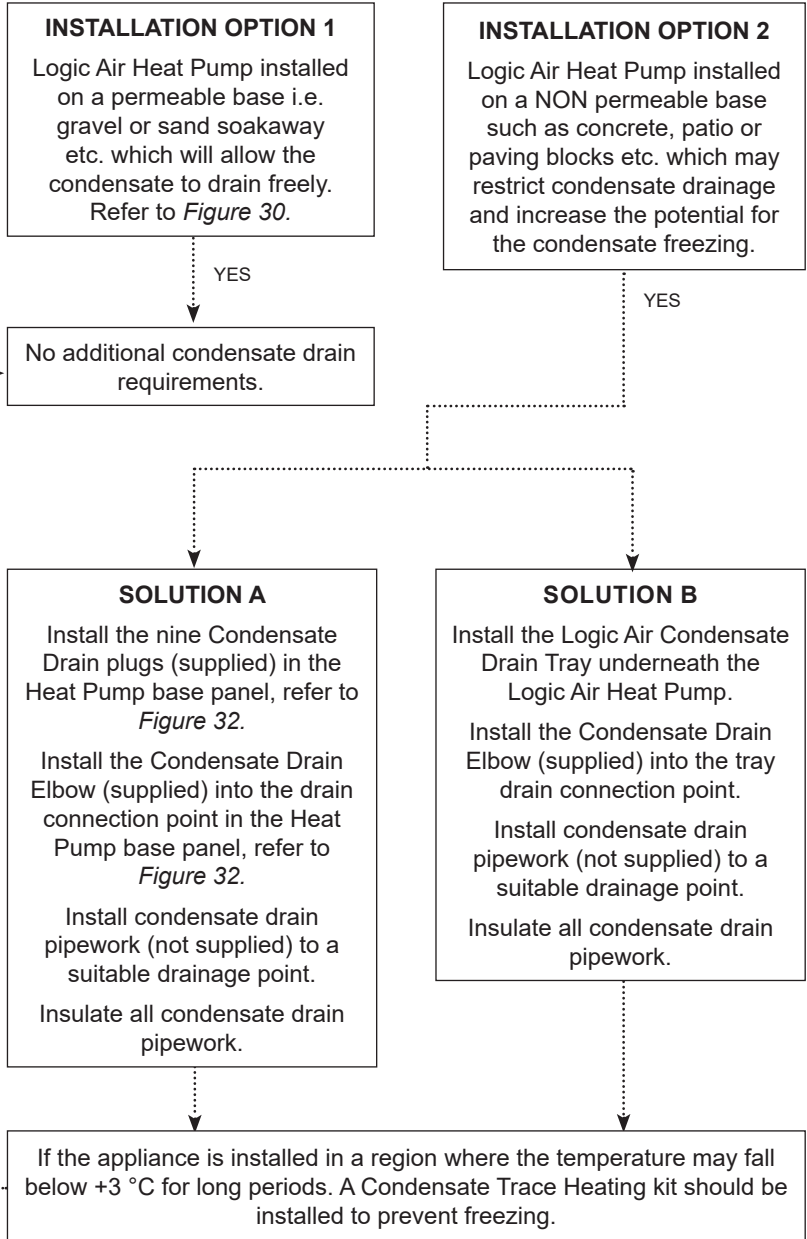 INSTALLATION OPTION 1
Logic Air Heat Pump installed
on a permeable base i.e.
gravel or sand soakaway
etc. which will allow the
condensate to drain freely.
Refer to Figure 30.
INSTALLATION OPTION 2
Logic Air Heat Pump installed
on a NON permeable base
such as concrete, patio or
paving blocks etc. which may
restrict condensate drainage
and increase the potential for
the condensate freezing.
YES
YES
No additional condensate drain
requirements.
SOLUTION A
Install the nine Condensate
Drain plugs (supplied) in the
Heat Pump base panel, refer to
Figure 32.
Install the Condensate Drain
Elbow (supplied) into the drain
connection point in the Heat
Pump base panel, refer to
Figure 32.
Install condensate drain
pipework (not supplied) to a
suitable drainage point.
Insulate all condensate drain
pipework.
SOLUTION B
Install the Logic Air Condensate
Drain Tray underneath the
Logic Air Heat Pump.
Install the Condensate Drain
Elbow (supplied) into the tray
drain connection point.
Install condensate drain
pipework (not supplied) to a
suitable drainage point.
Insulate all condensate drain
pipework.
If the appliance is installed in a region where the temperature may fall
below +3 °C for long periods. A Condensate Trace Heating kit should be
installed to prevent freezing.